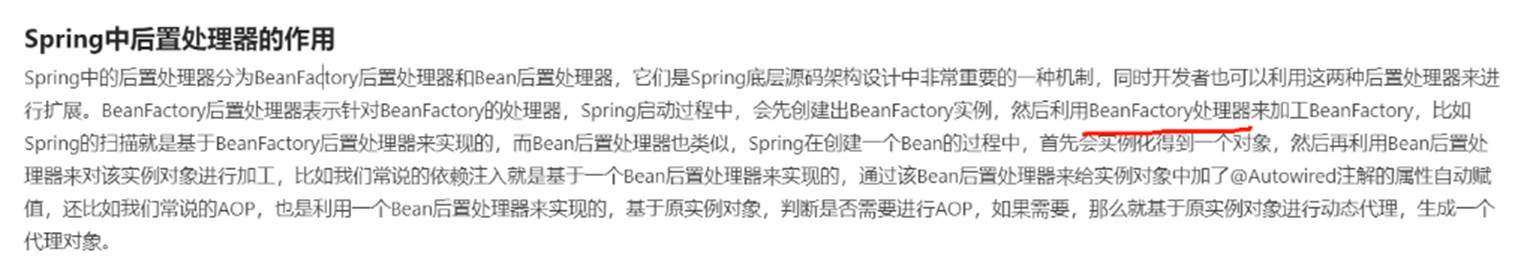 Spring中后置处理器的作用
Spring中的后置处理器分为BeanFactory后置处理器和Bean后置处理器，它们是Spring底层源码架构设计中非常重要的一种机制，同时开发者也可以利用这两种后置处理器来进
行扩展。BeanFactory后置处理器表示针对BeanFactory的处理器，Spring启动过程中，会先创建出BeanFactory实例，然后利用BeanFactory处理器来加工BeanFactory，比如
Spring的扫描就是基于BeanFactory后置处理器来实现的，而Bean后置处理器也类似，Spring在创建一个Bean的过程中，首先会实例化得到一个对象，然后再利用Bean后置处
理器来对该实例对象进行加工，比如我们常说的依赖注入就是基于一个Bean后置处理器来实现的，通过该Bean后置处理器来给实例对象中加了@Autowired注解的属性自动赋
值，还比如我们常说的AOP，也是利用一个Bean后置处理器来实现的，基于原实例对象，判断是否需要进行AOP，如果需要，那么就基于原实例对象进行动态代理，生成一个
代理对象。